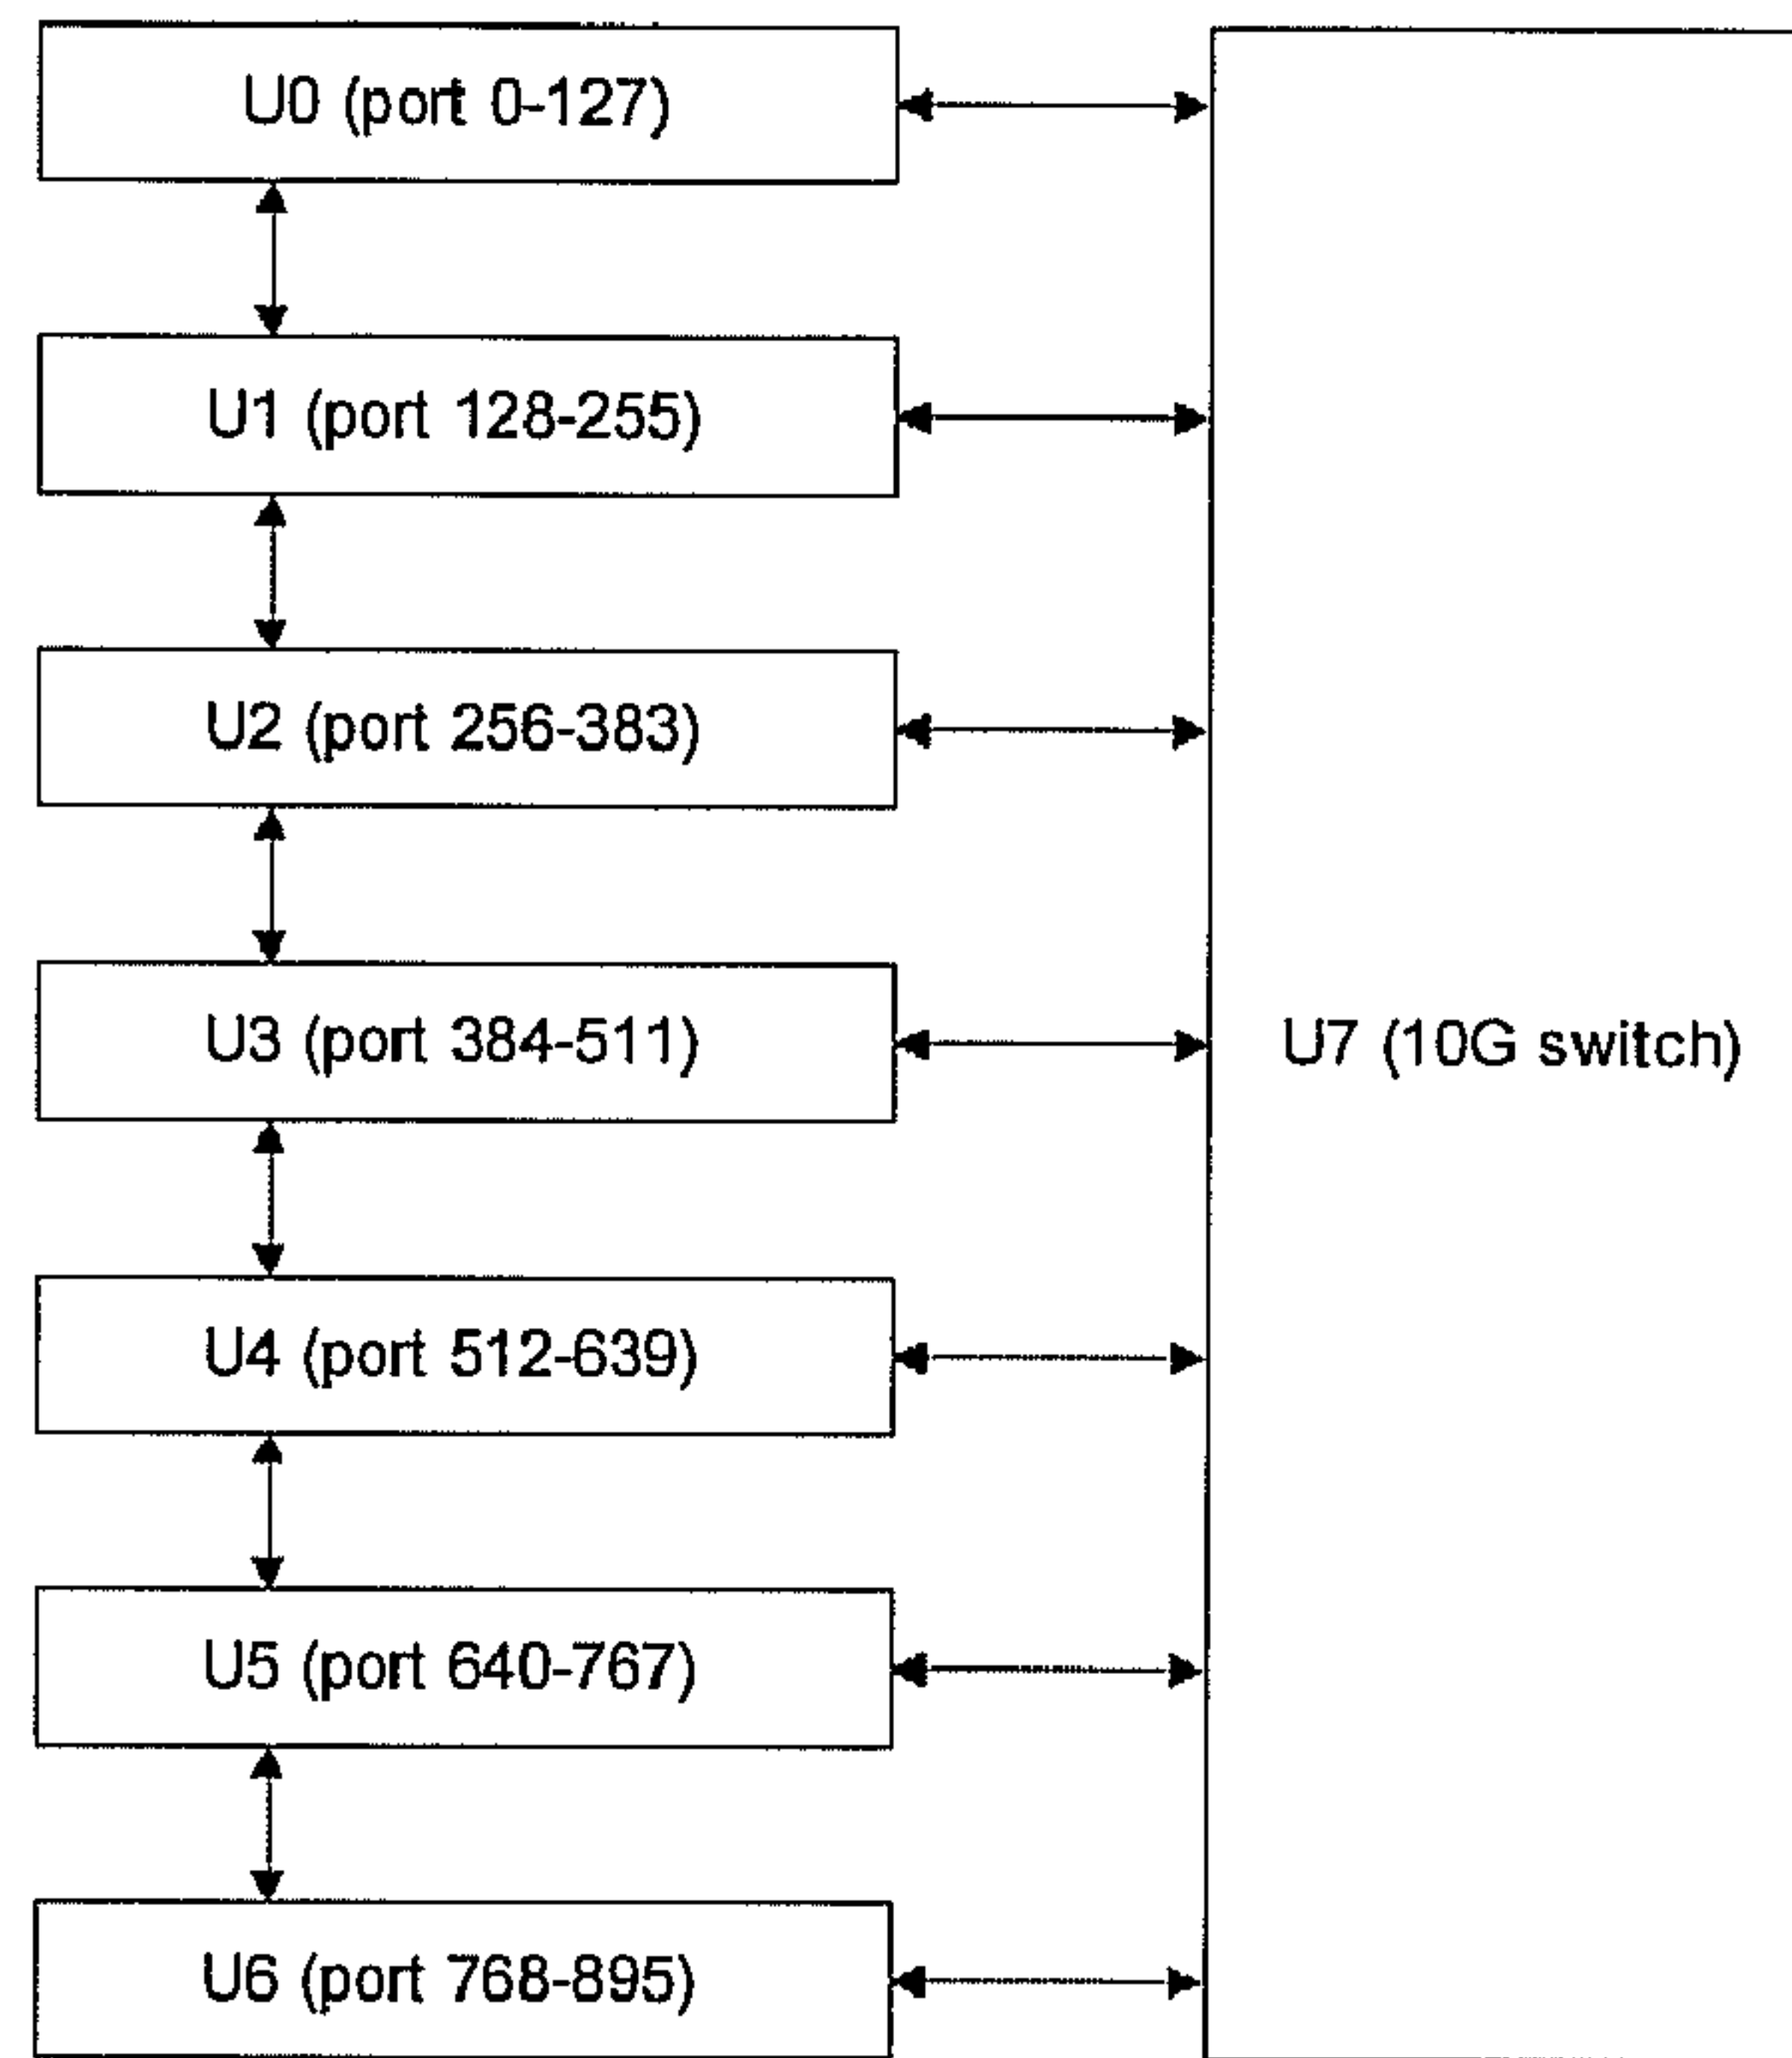 U0 (port 0-127)
U1 (port 128-255)
U2 (port 256-383)
U3 (port 384-511)
U7 (10G switch)
U4 (port 512-639)
U5 (port 640-767)
U6 (port 768-895)